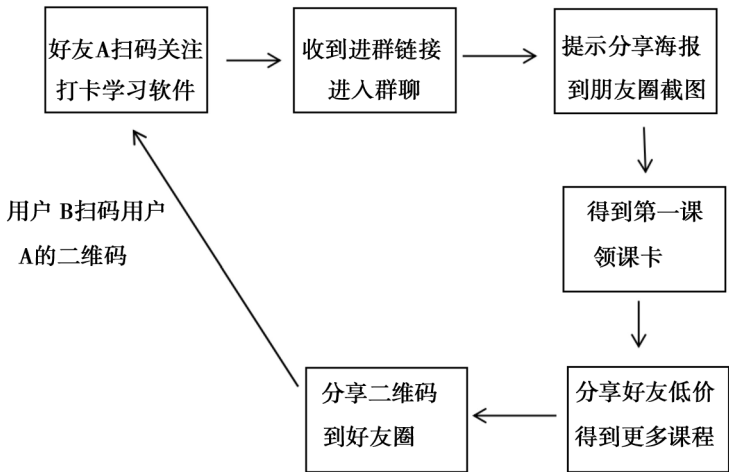 好友A扫码关注
打卡学习软件
收到进群链接
进入群聊
提示分享海报
到朋友圈截图
得到第一课
领课卡
分享好友低价
得到更多课程
分享二维码
到好友圈
用户 B扫码用户
A的二维码